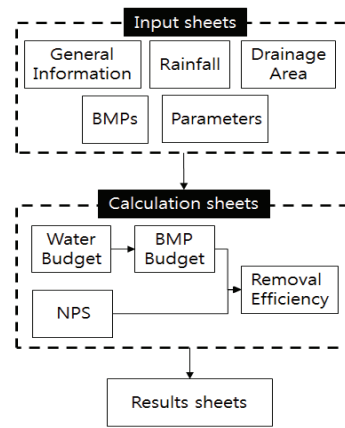 Input sheets
General
Information
Rainfall
Drainage
Area
BMPs
Parameters
Calculation sheets
Water
Budget
BMP
Budget
Removal
Efficiency
NPS
Results sheets